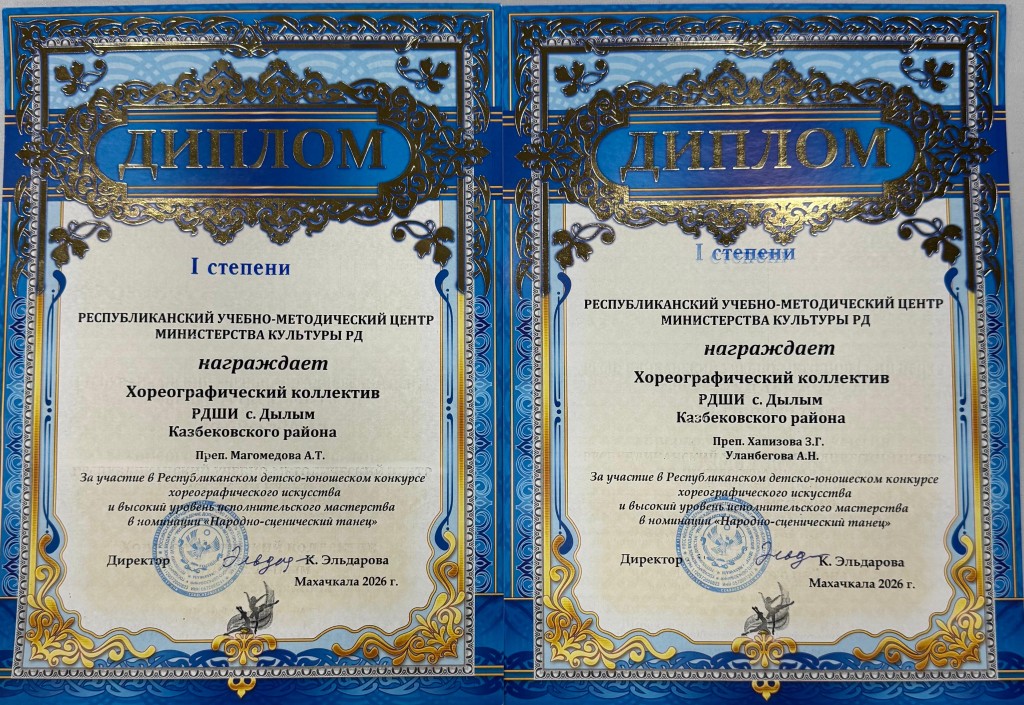 ДИПЛОМ
I степени
РЕСПУБЛИКАНСКИЙ УЧЕБНО-МЕТОДИЧЕСКИЙ ЦЕНТР
МИНИСТЕРСТВА КУЛЬТУРЫ РД
награждает
Хореографический коллектив
РДШИ с. Дылым
Казбековского района
Преп. Магомедова А.Т.
За участие в Республиканском детско-юношеском конкурсе
хореографического искусства
и высокий уровень исполнительского мастерства
в номинации «Народно-сценический танец»
Директор К. Эльдарова
Махачкала 2026 г.
ДИПЛОМ
I степени
РЕСПУБЛИКАНСКИЙ УЧЕБНО-МЕТОДИЧЕСКИЙ ЦЕНТР
МИНИСТЕРСТВА КУЛЬТУРЫ РД
награждает
Хореографический коллектив
РДШИ с. Дылым
Казбековского района
Преп. Хапизова З.Г.
Уланбегова А.Н.
За участие в Республиканском детско-юношеском конкурсе
хореографического искусства
и высокий уровень исполнительского мастерства
в номинации «Народно-сценический танец»
Директор К. Эльдарова
Махачкала 2026 г.